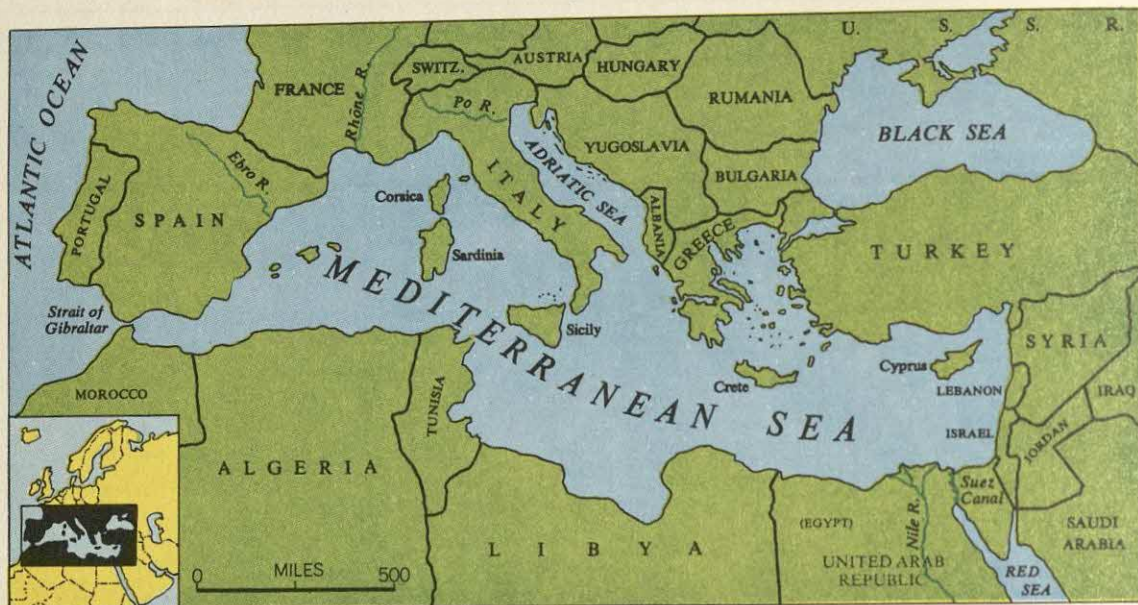 U. S. S. R.
ATLANTIC OCEAN
FRANCE
Rhône R.
SWITZ.
AUSTRIA
HUNGARY
RUMANIA
Po R.
BLACK SEA
YUGOSLAVIA
ADRIATIC SEA
BULGARIA
Ebro R.
PORTUGAL
SPAIN
Corsica
ITALY
ALBANIA
GREECE
TURKEY
Sardinia
MEDITERRANEAN SEA
Strait of
Gibraltar
Sicily
SYRIA
Cyprus
Crete
LEBANON
IRAQ
MOROCCO
TUNISIA
ISRAEL
JORDAN
ALGERIA
Suez
Canal
Nile R.
(EGYPT)
SAUDI
ARABIA
LIBYA
UNITED ARAB
REPUBLIC
RED
SEA
0 MILES 500